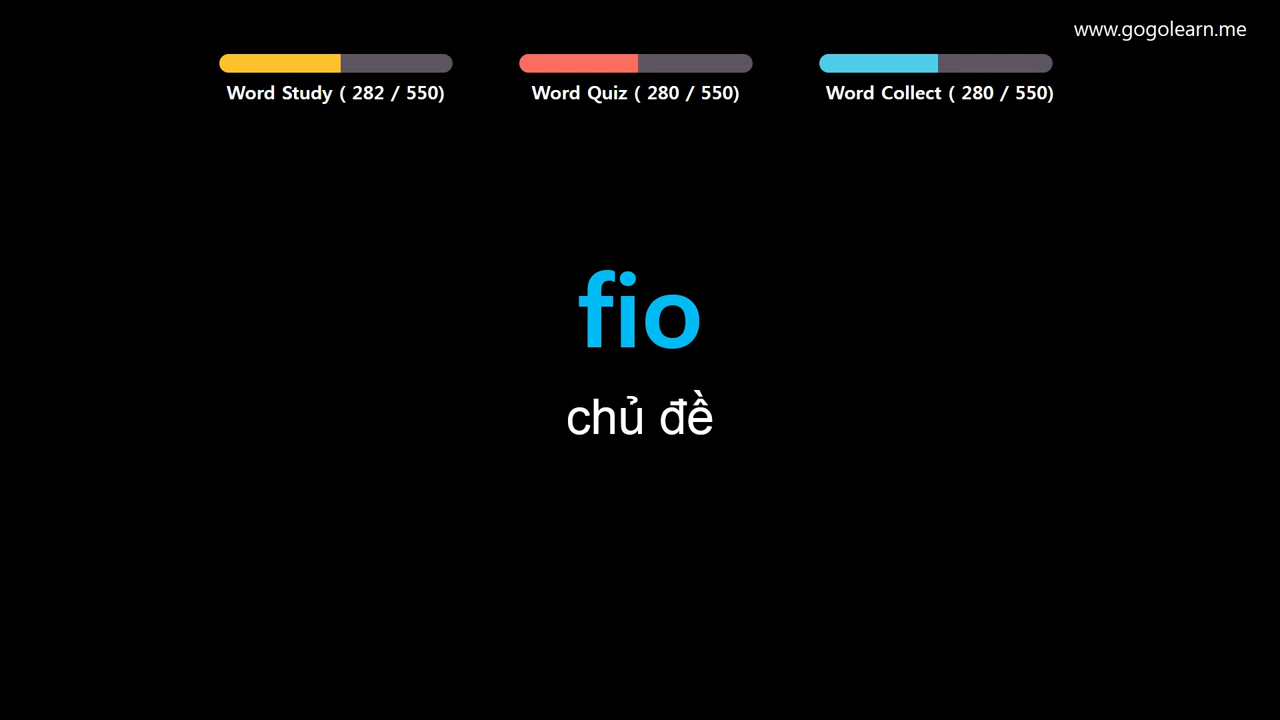 www.gogolearn.me
Word Study ( 282 / 550)
Word Quiz ( 280 / 550)
Word Collect ( 280 / 550)
fio
chủ đề